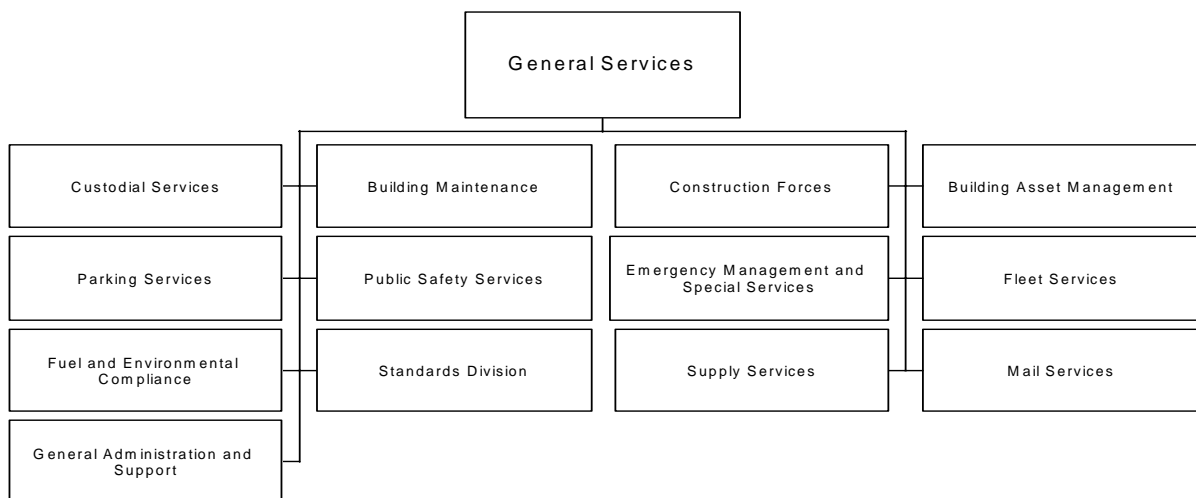 General Services
Custodial Services
Building Maintenance
Construction Forces
Building Asset Management
Parking Services
Public Safety Services
Emergency Management and
Special Services
Fleet Services
Fuel and Environmental
Compliance
Standards Division
Supply Services
Mail Services
General Administration and
Support